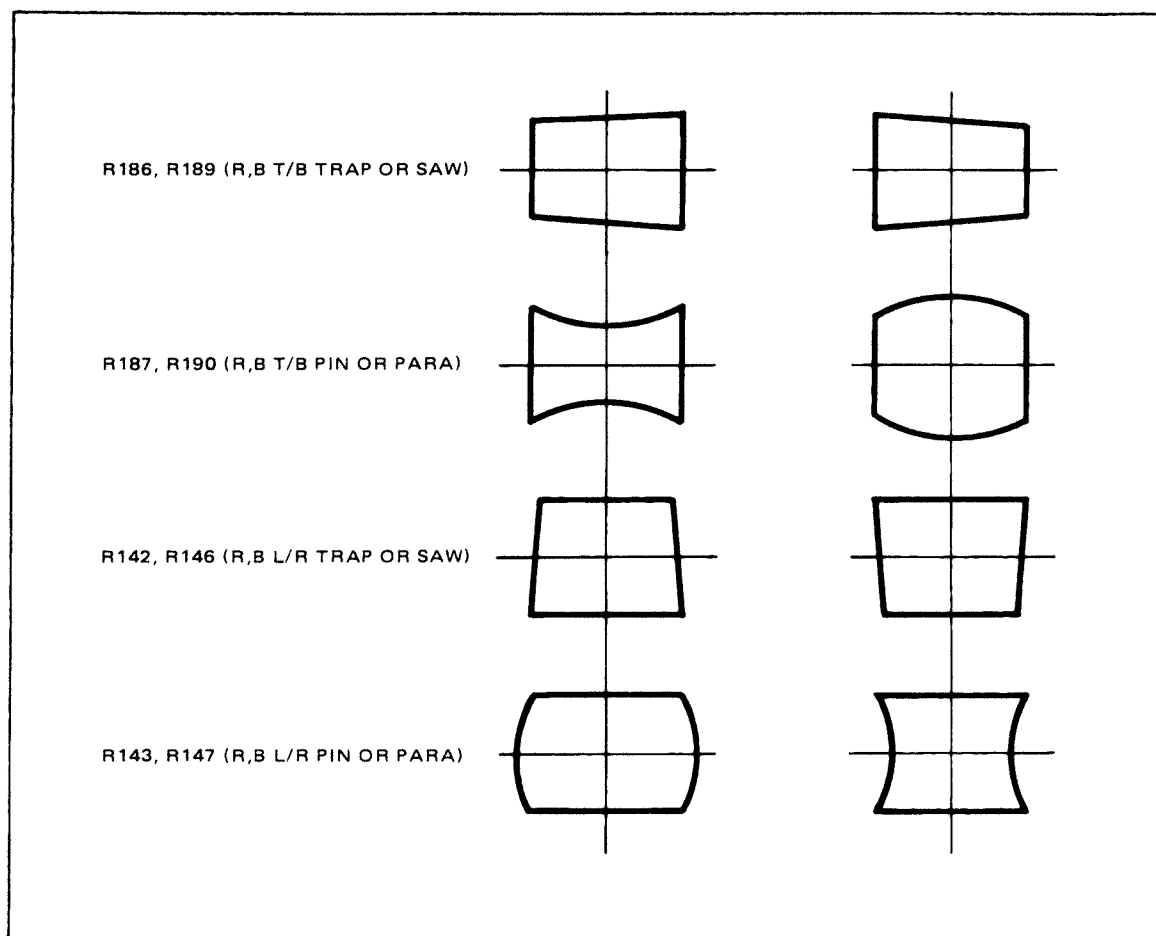 R186, R189 (R,B T/B TRAP OR SAW)
R187, R190 (R,B T/B PIN OR PARA)
R142, R146 (R,B L/R TRAP OR SAW)
R143, R147 (R,B L/R PIN OR PARA)